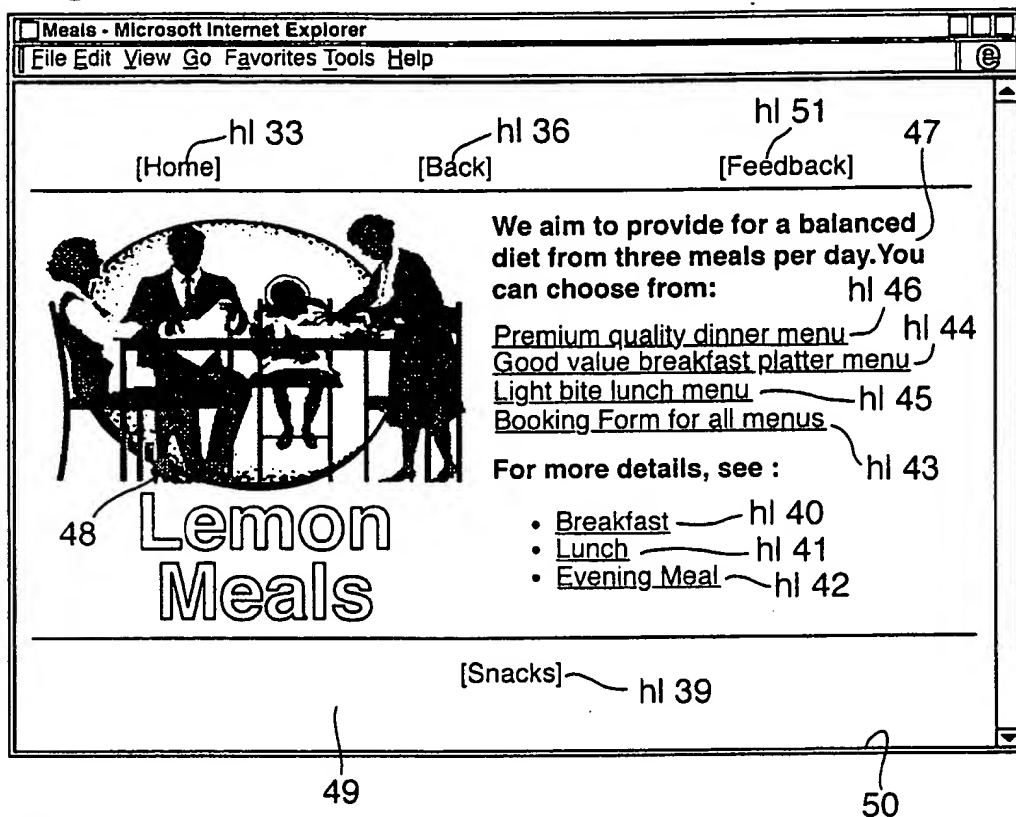 Meals - Microsoft Internet Explorer
File Edit View Go Favorites Tools Help
e
hl 33
hl 36
hl 51
47
[Home]
[Back]
[Feedback]
We aim to provide for a balanced
diet from three meals per day.You
can choose from:
hl 46
Premium quality dinner menu
hl 44
Good value breakfast platter menu
Light bite lunch menu
hl 45
Booking Form for all menus
hl 43
For more details, see :
• Breakfast
hl 40
• Lunch
hl 41
• Evening Meal
hl 42
48
Lemon
Meals
[Snacks]
hl 39
49
50